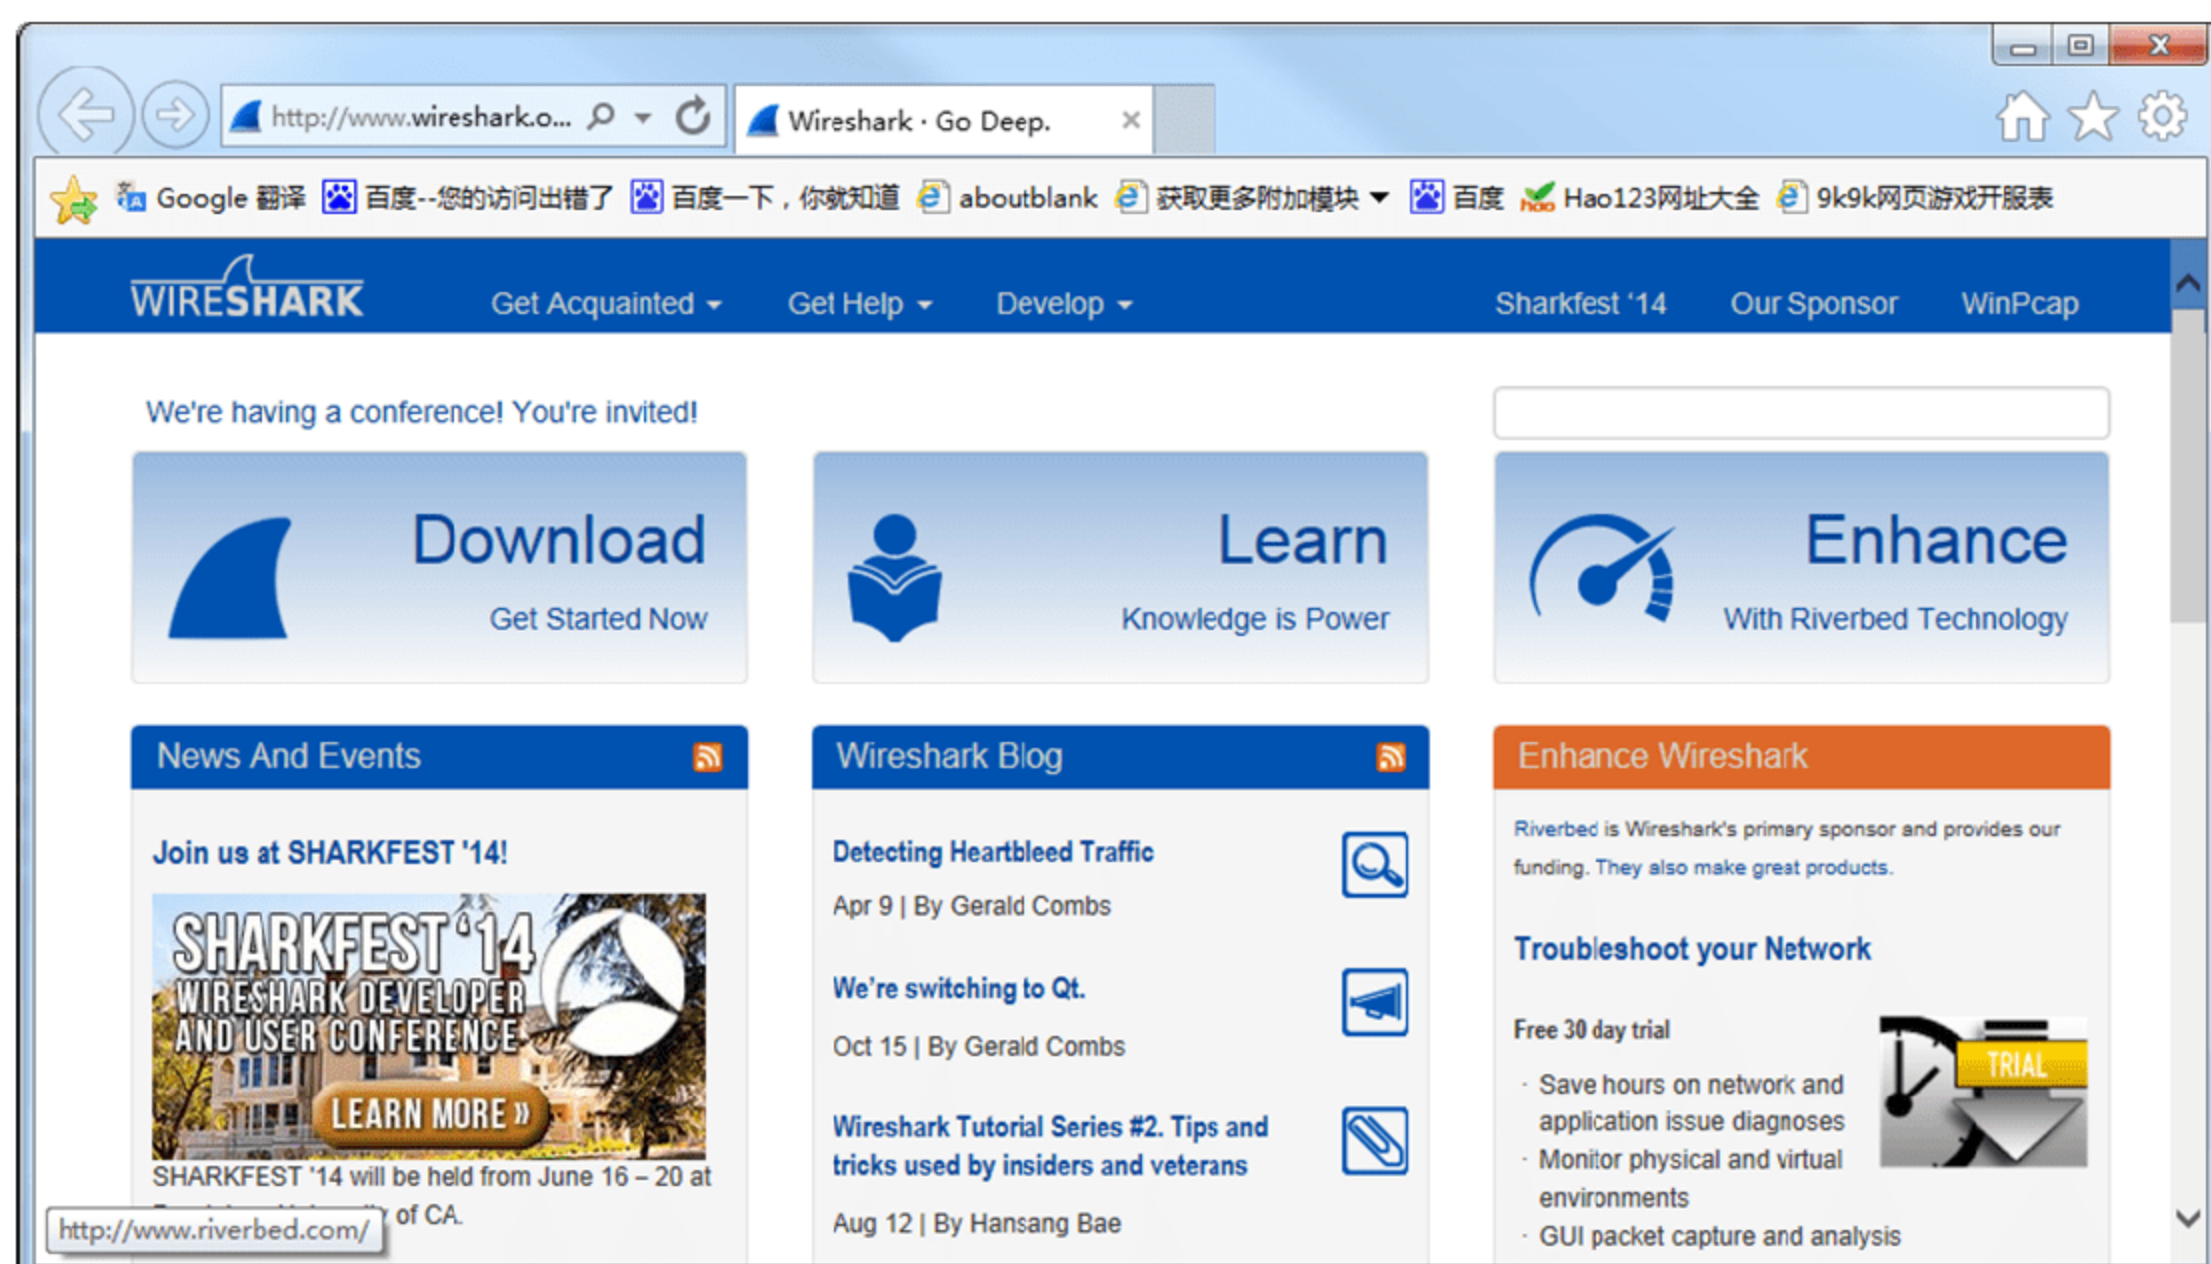 http://www.wireshark.o...
Wireshark · Go Deep.
Google 翻译
百度--您的访问出错了
百度一下，你就知道
aboutblank
获取更多附加模块
百度
Hao123网址大全
9k9k网页游戏开服表
WIRESHARK
Get Acquainted
Get Help
Develop
Sharkfest ‘14
Our Sponsor
WinPcap
We're having a conference! You're invited!
Download
Get Started Now
Learn
Knowledge is Power
Enhance
With Riverbed Technology
News And Events
Join us at SHARKFEST '14!
SHARKFEST ‘14
WIRESHARK DEVELOPER
AND USER CONFERENCE
LEARN MORE »
SHARKFEST '14 will be held from June 16 – 20 at
of CA.
http://www.riverbed.com/
Wireshark Blog
Detecting Heartbleed Traffic
Apr 9 | By Gerald Combs
We’re switching to Qt.
Oct 15 | By Gerald Combs
Wireshark Tutorial Series #2. Tips and
tricks used by insiders and veterans
Aug 12 | By Hansang Bae
Enhance Wireshark
Riverbed is Wireshark's primary sponsor and provides our
funding. They also make great products.
Troubleshoot your Network
Free 30 day trial
TRIAL
· Save hours on network and
application issue diagnoses
· Monitor physical and virtual
environments
· GUI packet capture and analysis